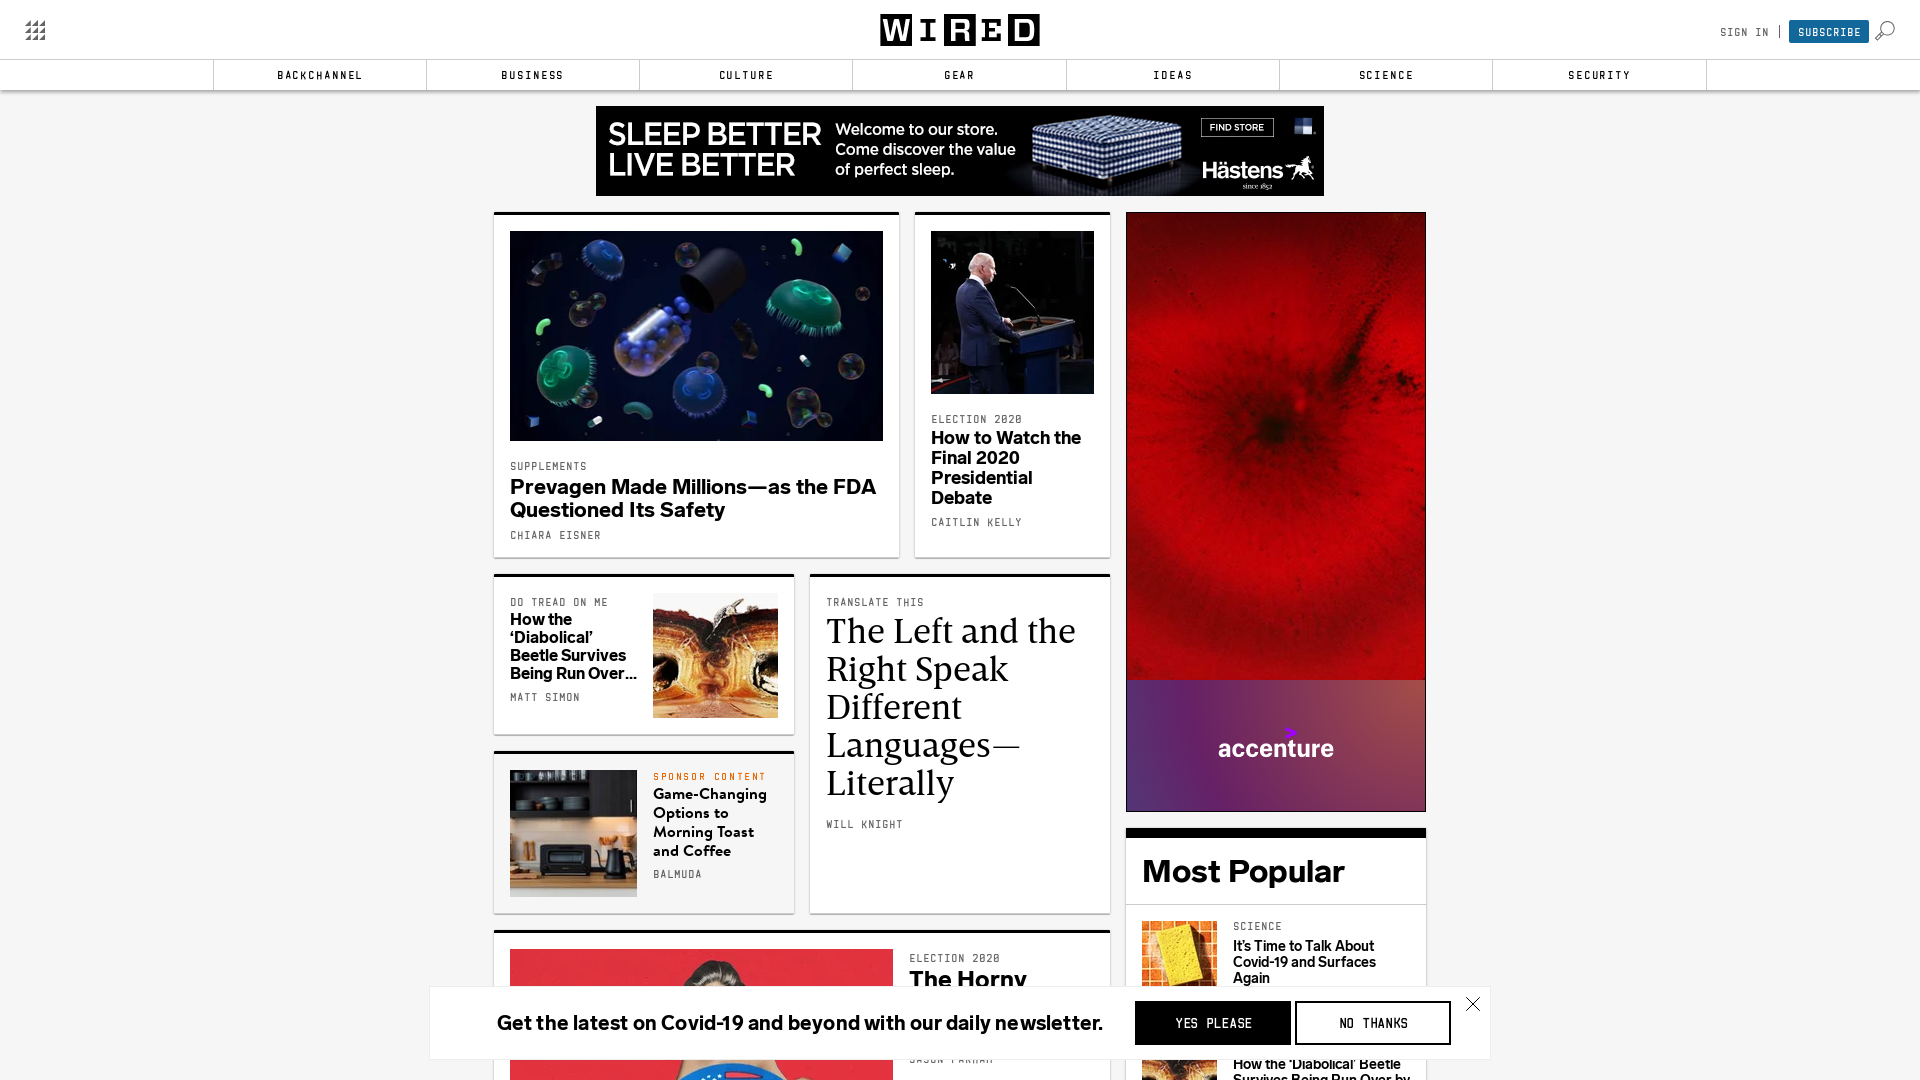 WIRED
SIGN IN
SUBSCRIBE
BACKCHANNEL
BUSINESS
CULTURE
GEAR
IDEAS
SCIENCE
SECURITY
SLEEP BETTER
LIVE BETTER
Welcome to our store.
Come discover the value
of perfect sleep.
FIND STORE
Hästens
since 1852
SUPPLEMENTS
Prevagen Made Millions—as the FDA
Questioned Its Safety
CHIARA EISNER
ELECTION 2020
How to Watch the
Final 2020
Presidential
Debate
CAITLIN KELLY
DO TREAD ON ME
How the
‘Diabolical’
Beetle Survives
Being Run Over...
MATT SIMON
TRANSLATE THIS
The Left and the
Right Speak
Different
Languages—
Literally
WILL KNIGHT
SPONSOR CONTENT
Game-Changing
Options to
Morning Toast
and Coffee
BALMUDA
accenture
Most Popular
SCIENCE
It’s Time to Talk About
Covid-19 and Surfaces
Again
ELECTION 2020
The Horny
Get the latest on Covid-19 and beyond with our daily newsletter.
YES PLEASE
NO THANKS
How the ‘Diabolical’ Beetle
Survives Being Run Over by